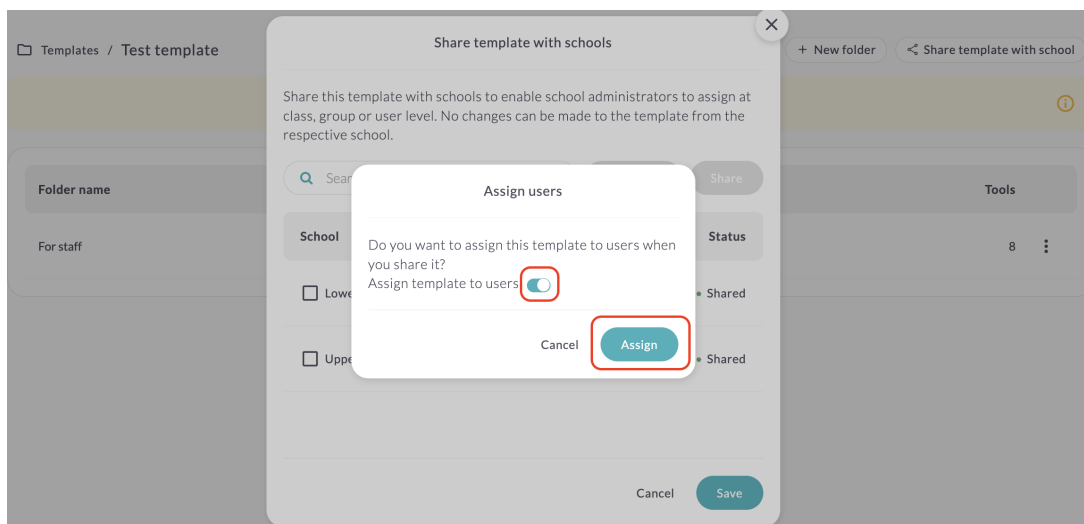 Templates / Test template
Share template with schools
+ New folder
Share template with school
Share this template with schools to enable school administrators to assign at
class, group or user level. No changes can be made to the template from the
respective school.
Share
Folder name
Tools
Assign users
School
Status
For staff
8
Do you want to assign this template to users when
you share it?
Assign template to users
Shared
Cancel
Assign
Shared
Cancel
Save